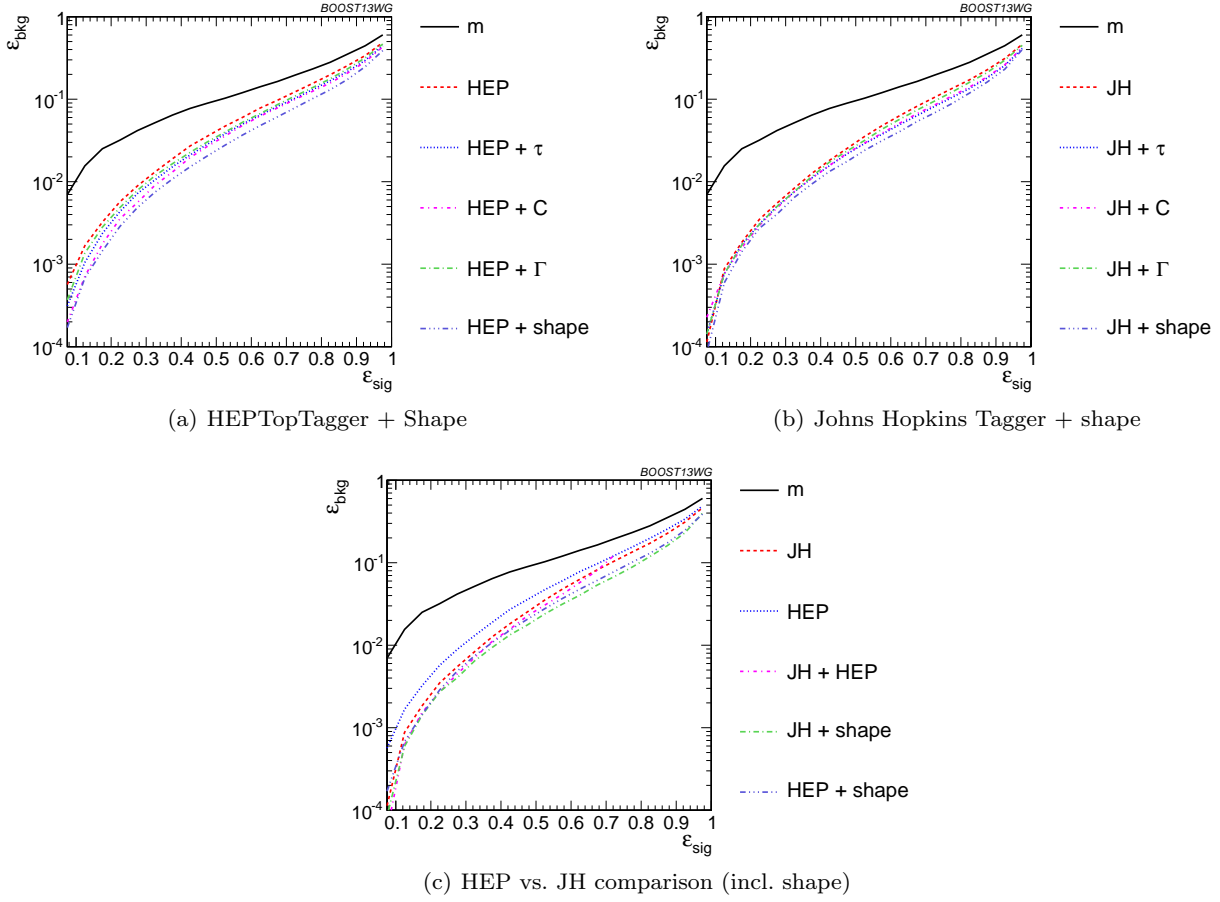 BOOST13WG
ε_bkg
1
10^-1
10^-2
10^-3
10^-4
0.1 0.2 0.3 0.4 0.5 0.6 0.7 0.8 0.9 1
ε_sig
m
HEP
HEP + τ
HEP + C
HEP + Γ
HEP + shape
(a) HEPTopTagger + Shape
BOOST13WG
ε_bkg
1
10^-1
10^-2
10^-3
10^-4
0.1 0.2 0.3 0.4 0.5 0.6 0.7 0.8 0.9 1
ε_sig
m
JH
JH + τ
JH + C
JH + Γ
JH + shape
(b) Johns Hopkins Tagger + shape
BOOST13WG
ε_bkg
1
10^-1
10^-2
10^-3
10^-4
0.1 0.2 0.3 0.4 0.5 0.6 0.7 0.8 0.9 1
ε_sig
m
JH
HEP
JH + HEP
JH + shape
HEP + shape
(c) HEP vs. JH comparison (incl. shape)